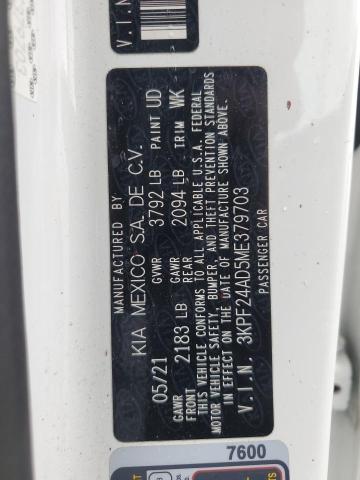 V.I.N
MANUFACTURED BY
KIA MEXICO S.A. DE C.V.
05/21 GVWR 3792 LB PAINT UD
GAWR FRONT 2183 LB GAWR REAR 2094 LB TRIM WK
THIS VEHICLE CONFORMS TO ALL APPLICABLE U.S.A. FEDERAL
MOTOR VEHICLE SAFETY, BUMPER, AND THEFT PREVENTION STANDARDS
IN EFFECT ON THE DATE OF MANUFACTURE SHOWN ABOVE.
V.I.N. 3KPF24AD5ME379703
PASSENGER CAR
7600